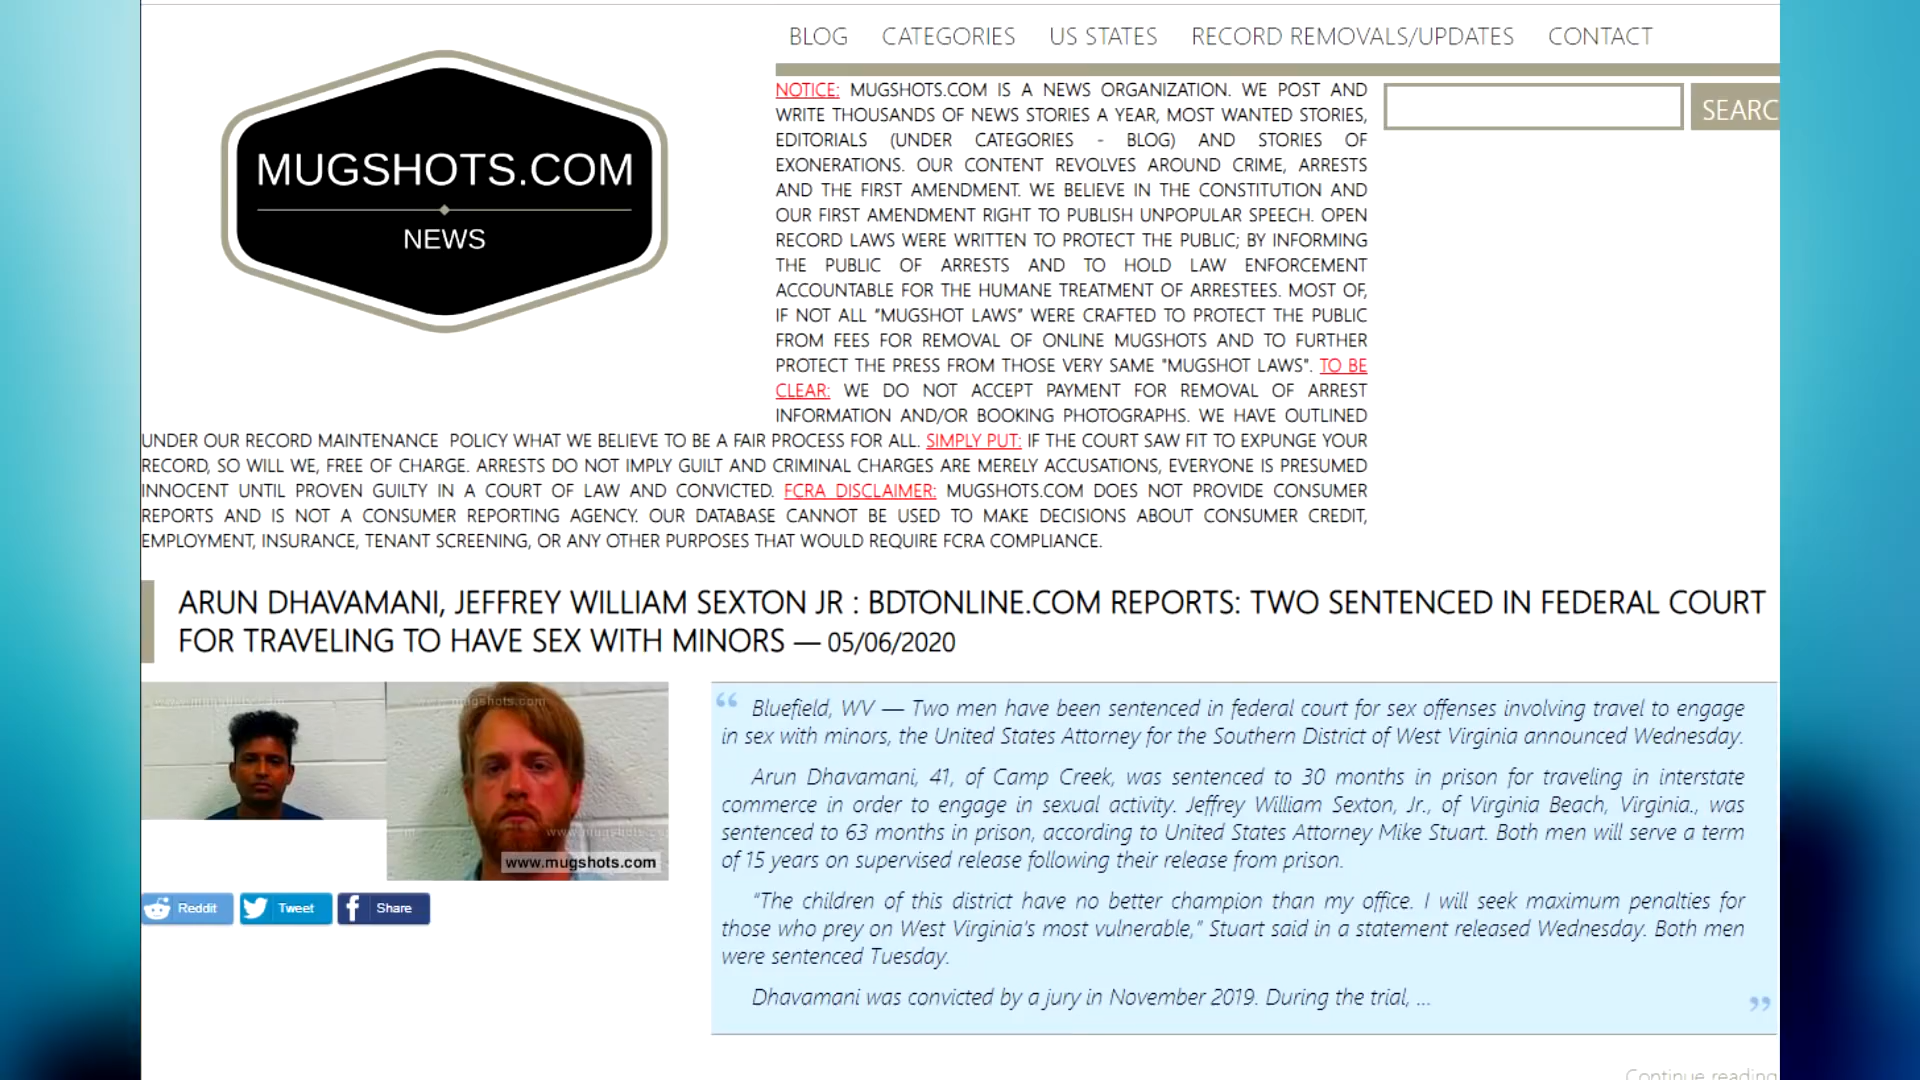 BLOG CATEGORIES US STATES RECORD REMOVALS/UPDATES CONTACT
MUGSHOTS.COM
NEWS
NOTICE: MUGSHOTS.COM IS A NEWS ORGANIZATION. WE POST AND
WRITE THOUSANDS OF NEWS STORIES A YEAR, MOST WANTED STORIES,
EDITORIALS (UNDER CATEGORIES - BLOG) AND STORIES OF
EXONERATIONS. OUR CONTENT REVOLVES AROUND CRIME, ARRESTS
AND THE FIRST AMENDMENT. WE BELIEVE IN THE CONSTITUTION AND
OUR FIRST AMENDMENT RIGHT TO PUBLISH UNPOPULAR SPEECH. OPEN
RECORD LAWS WERE WRITTEN TO PROTECT THE PUBLIC; BY INFORMING
THE PUBLIC OF ARRESTS AND TO HOLD LAW ENFORCEMENT
ACCOUNTABLE FOR THE HUMANE TREATMENT OF ARRESTEES. MOST OF,
IF NOT ALL "MUGSHOT LAWS” WERE CRAFTED TO PROTECT THE PUBLIC
FROM FEES FOR REMOVAL OF ONLINE MUGSHOTS AND TO FURTHER
PROTECT THE PRESS FROM THOSE VERY SAME "MUGSHOT LAWS". TO BE
CLEAR: WE DO NOT ACCEPT PAYMENT FOR REMOVAL OF ARREST
INFORMATION AND/OR BOOKING PHOTOGRAPHS. WE HAVE OUTLINED
UNDER OUR RECORD MAINTENANCE POLICY WHAT WE BELIEVE TO BE A FAIR PROCESS FOR ALL. SIMPLY PUT: IF THE COURT SAW FIT TO EXPUNGE YOUR
RECORD, SO WILL WE, FREE OF CHARGE. ARRESTS DO NOT IMPLY GUILT AND CRIMINAL CHARGES ARE MERELY ACCUSATIONS, EVERYONE IS PRESUMED
INNOCENT UNTIL PROVEN GUILTY IN A COURT OF LAW AND CONVICTED. FCRA DISCLAIMER: MUGSHOTS.COM DOES NOT PROVIDE CONSUMER
REPORTS AND IS NOT A CONSUMER REPORTING AGENCY. OUR DATABASE CANNOT BE USED TO MAKE DECISIONS ABOUT CONSUMER CREDIT,
EMPLOYMENT, INSURANCE, TENANT SCREENING, OR ANY OTHER PURPOSES THAT WOULD REQUIRE FCRA COMPLIANCE.
SEARC
ARUN DHAVAMANI, JEFFREY WILLIAM SEXTON JR : BDTONLINE.COM REPORTS: TWO SENTENCED IN FEDERAL COURT
FOR TRAVELING TO HAVE SEX WITH MINORS — 05/06/2020
www.mugshots.com
Reddit Tweet Share
“ Bluefield, WV — Two men have been sentenced in federal court for sex offenses involving travel to engage
in sex with minors, the United States Attorney for the Southern District of West Virginia announced Wednesday.
Arun Dhavamani, 41, of Camp Creek, was sentenced to 30 months in prison for traveling in interstate
commerce in order to engage in sexual activity. Jeffrey William Sexton, Jr., of Virginia Beach, Virginia., was
sentenced to 63 months in prison, according to United States Attorney Mike Stuart. Both men will serve a term
of 15 years on supervised release following their release from prison.
“The children of this district have no better champion than my office. I will seek maximum penalties for
those who prey on West Virginia's most vulnerable,” Stuart said in a statement released Wednesday. Both men
were sentenced Tuesday.
Dhavamani was convicted by a jury in November 2019. During the trial, ... ”
Continue reading